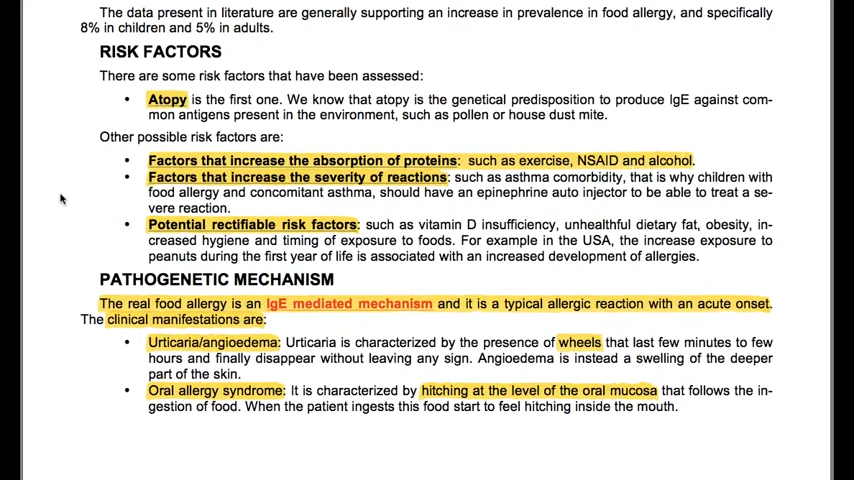 The data present in literature are generally supporting an increase in prevalence in food allergy, and specifically
8% in children and 5% in adults.
RISK FACTORS
There are some risk factors that have been assessed:
• Atopy is the first one. We know that atopy is the genetical predisposition to produce IgE against com-
mon antigens present in the environment, such as pollen or house dust mite.
Other possible risk factors are:
• Factors that increase the absorption of proteins: such as exercise, NSAID and alcohol.
• Factors that increase the severity of reactions: such as asthma comorbidity, that is why children with
food allergy and concomitant asthma, should have an epinephrine auto injector to be able to treat a se-
vere reaction.
• Potential rectifiable risk factors: such as vitamin D insufficiency, unhealthful dietary fat, obesity, in-
creased hygiene and timing of exposure to foods. For example in the USA, the increase exposure to
peanuts during the first year of life is associated with an increased development of allergies.
PATHOGENETIC MECHANISM
The real food allergy is an IgE mediated mechanism and it is a typical allergic reaction with an acute onset.
The clinical manifestations are:
• Urticaria/angioedema: Urticaria is characterized by the presence of wheels that last few minutes to few
hours and finally disappear without leaving any sign. Angioedema is instead a swelling of the deeper
part of the skin.
• Oral allergy syndrome: It is characterized by hitching at the level of the oral mucosa that follows the in-
gestion of food. When the patient ingests this food start to feel hitching inside the mouth.